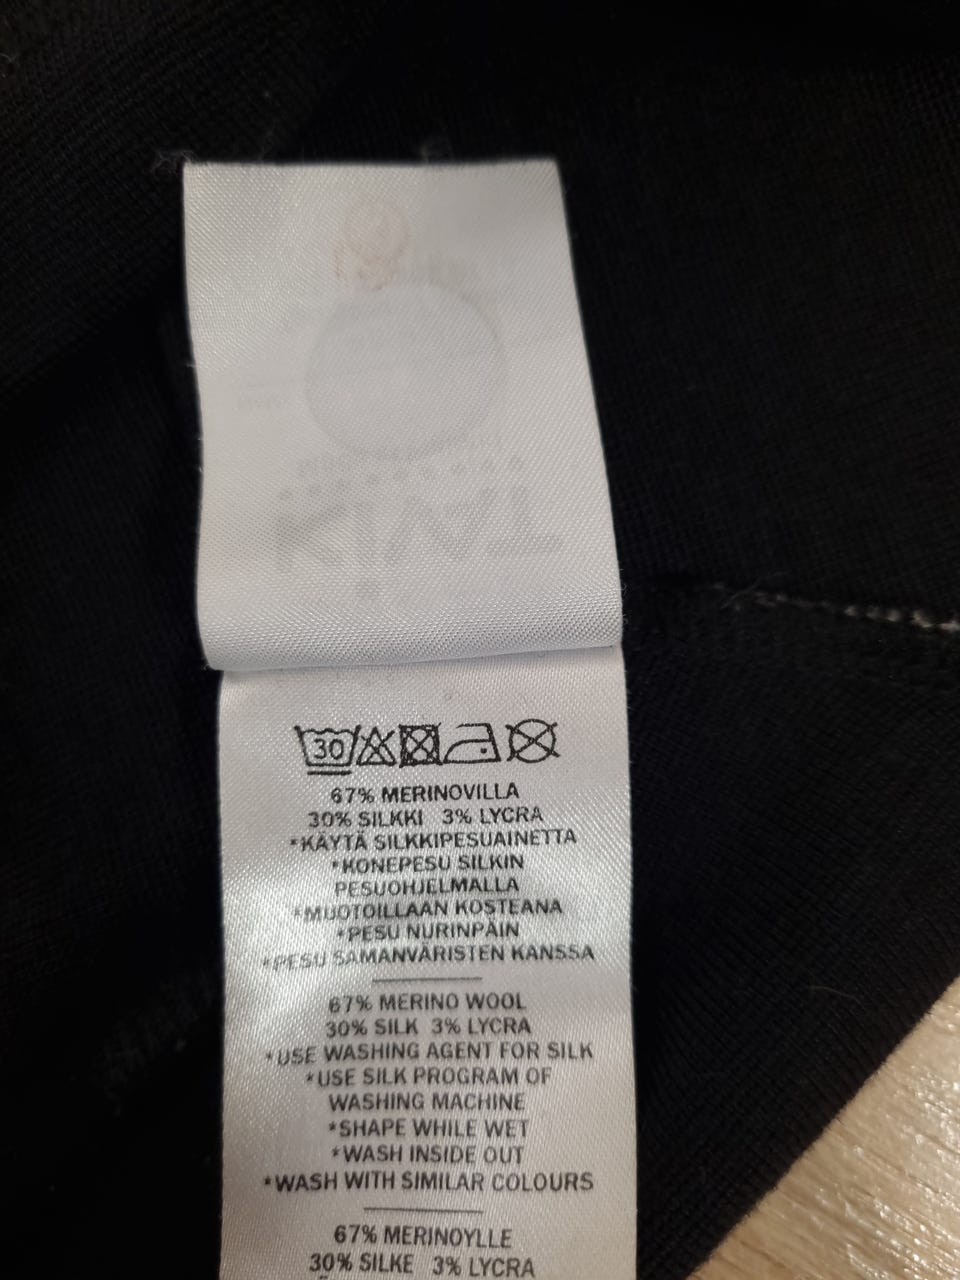 30
67% MERINOVILLA
30% SILKKI 3% LYCRA
*KÄYTÄ SILKKIPESUAINETTA
*KONEPESU SILKIN
PESUOHJELMALLA
*MUOTOILLAAN KOSTEANA
*PESU NURINPÄIN
*PESU SAMANVÄRISTEN KANSSA
67% MERINO WOOL
30% SILK 3% LYCRA
*USE WASHING AGENT FOR SILK
*USE SILK PROGRAM OF
WASHING MACHINE
*SHAPE WHILE WET
*WASH INSIDE OUT
*WASH WITH SIMILAR COLOURS
67% MERINOYLLE
30% SILKE 3% LYCRA